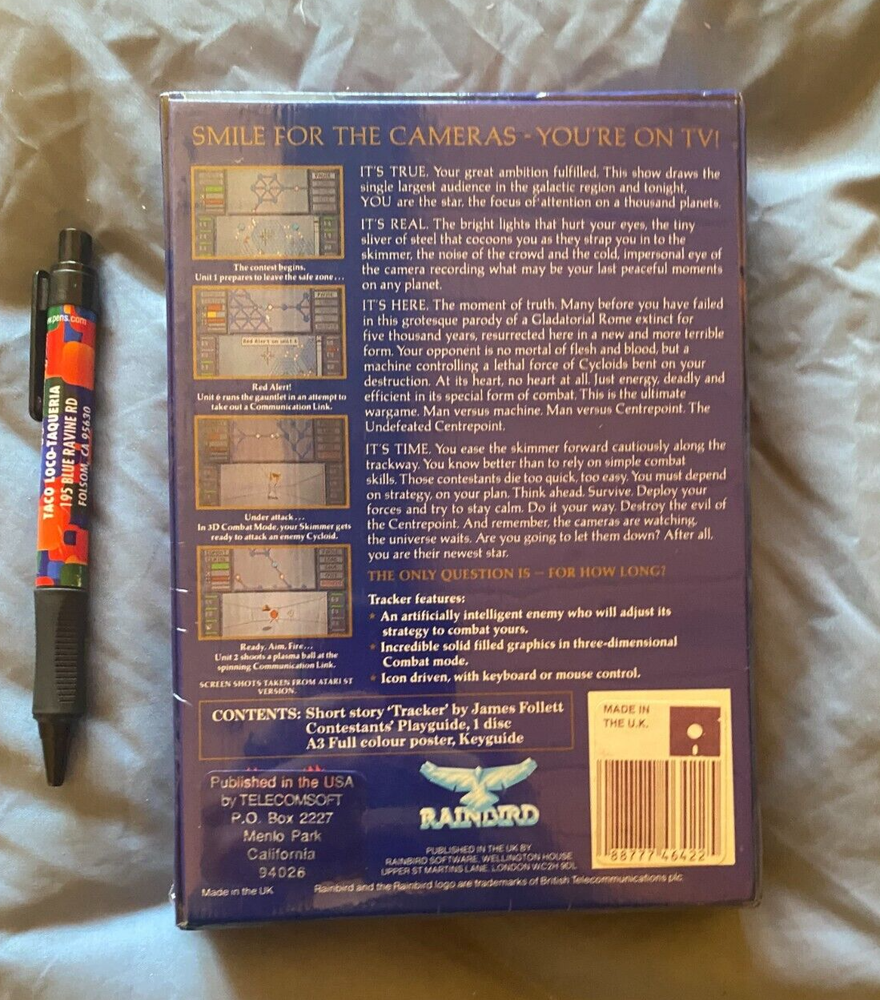 SMILE FOR THE CAMERAS - YOU'RE ON TV!
IT'S TRUE. Your great ambition fulfilled. This show draws the
single largest audience in the galactic region and tonight,
YOU are the star, the focus of attention on a thousand planets.
IT'S REAL. The bright lights that hurt your eyes, the tiny
sliver of steel that cocoons you as they strap you in to the
skimmer, the noise of the crowd and the cold, impersonal eye of
the camera recording what may be your last peaceful moments
on any planet.
IT'S HERE. The moment of truth. Many before you have failed
in this grotesque parody of a Gladatorial Rome extinct for
five thousand years, resurrected here in a new and more terrible
form. Your opponent is no mortal of flesh and blood, but a
machine controlling a lethal force of Cycloids bent on your
destruction. At its heart, no heart at all. Just energy, deadly and
efficient in its special form of combat. This is the ultimate
wargame. Man versus machine. Man versus Centrepoint. The
Undefeated Centrepoint.
IT'S TIME. You ease the skimmer forward cautiously along the
trackway. You know better than to rely on simple combat
skills. Those contestants die too quick, too easy. You must depend
on strategy, on your plan. Think ahead. Survive. Deploy your
forces and try to stay calm. Do it your way. Destroy the evil of
the Centrepoint. And remember, the cameras are watching,
the universe waits. Are you going to let them down? After all,
you are their newest star.
THE ONLY QUESTION IS – FOR HOW LONG?
Tracker features:
* An artificially intelligent enemy who will adjust its
strategy to combat yours.
* Incredible solid filled graphics in three-dimensional
Combat mode.
* Icon driven, with keyboard or mouse control.
The contest begins.
Unit 1 prepares to leave the safe zone...
Red Alert on unit 6
Red Alert!
Unit 6 runs the gauntlet in an attempt to
take out a Communication Link.
Under attack...
In 3D Combat Mode, your Skimmer gets
ready to attack an enemy Cycloid.
Ready, Aim, Fire...
Unit 2 shoots a plasma ball at the
spinning Communication Link.
SCREEN SHOTS TAKEN FROM ATARI ST
VERSION.
CONTENTS: Short story 'Tracker' by James Follett
Contestants' Playguide, 1 disc
A3 Full colour poster, Keyguide
MADE IN
THE U.K.
88777 46422
Published in the USA
by TELECOMSOFT
P.O. Box 2227
Menlo Park
California
94026
RAINBIRD
PUBLISHED IN THE UK BY
RAINBIRD SOFTWARE, WELLINGTON HOUSE
UPPER ST MARTINS LANE, LONDON WC2H 9DL
Made in the UK
Rainbird and the Rainbird logo are trademarks of British Telecommunications plc
pens.com
TACO LOCO-TAQUERIA
195 BLUE RAVINE RD
FOLSOM, CA 95630